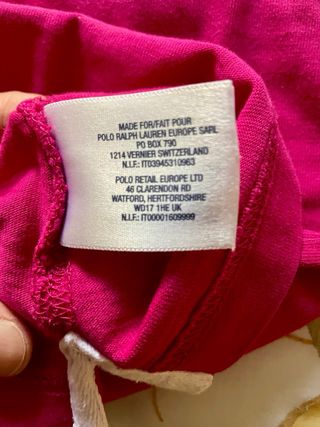 MADE FOR/FAIT POUR
POLO RALPH LAUREN EUROPE SARL
PO BOX 790
1214 VERNIER SWITZERLAND
N.I.F.: IT03945310963
POLO RETAIL EUROPE LTD
46 CLARENDON RD
WATFORD, HERTFORDSHIRE
WD17 1HE UK
N.I.F.: IT00001609999